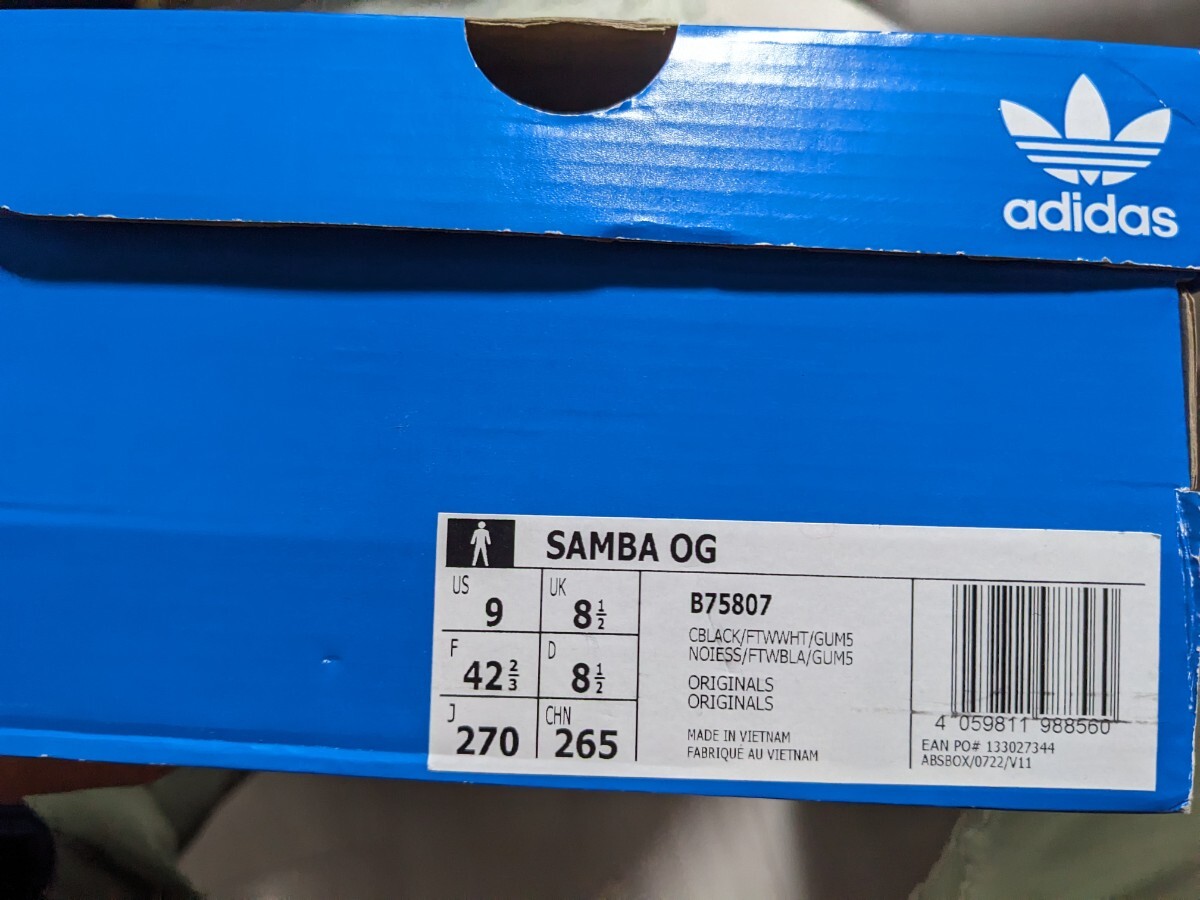 adidas
SAMBA OG
US 9 UK 8 1/2
F 42 2/3 D 8 1/2
J 270 CHN 265
B75807
CBLACK/FTWWHT/GUM5
NOIESS/FTWBLA/GUM5
ORIGINALS
ORIGINALS
MADE IN VIETNAM
FABRIQUÉ AU VIETNAM
4 059811 988560
EAN PO# 133027344
ABSBOX/0722/V11